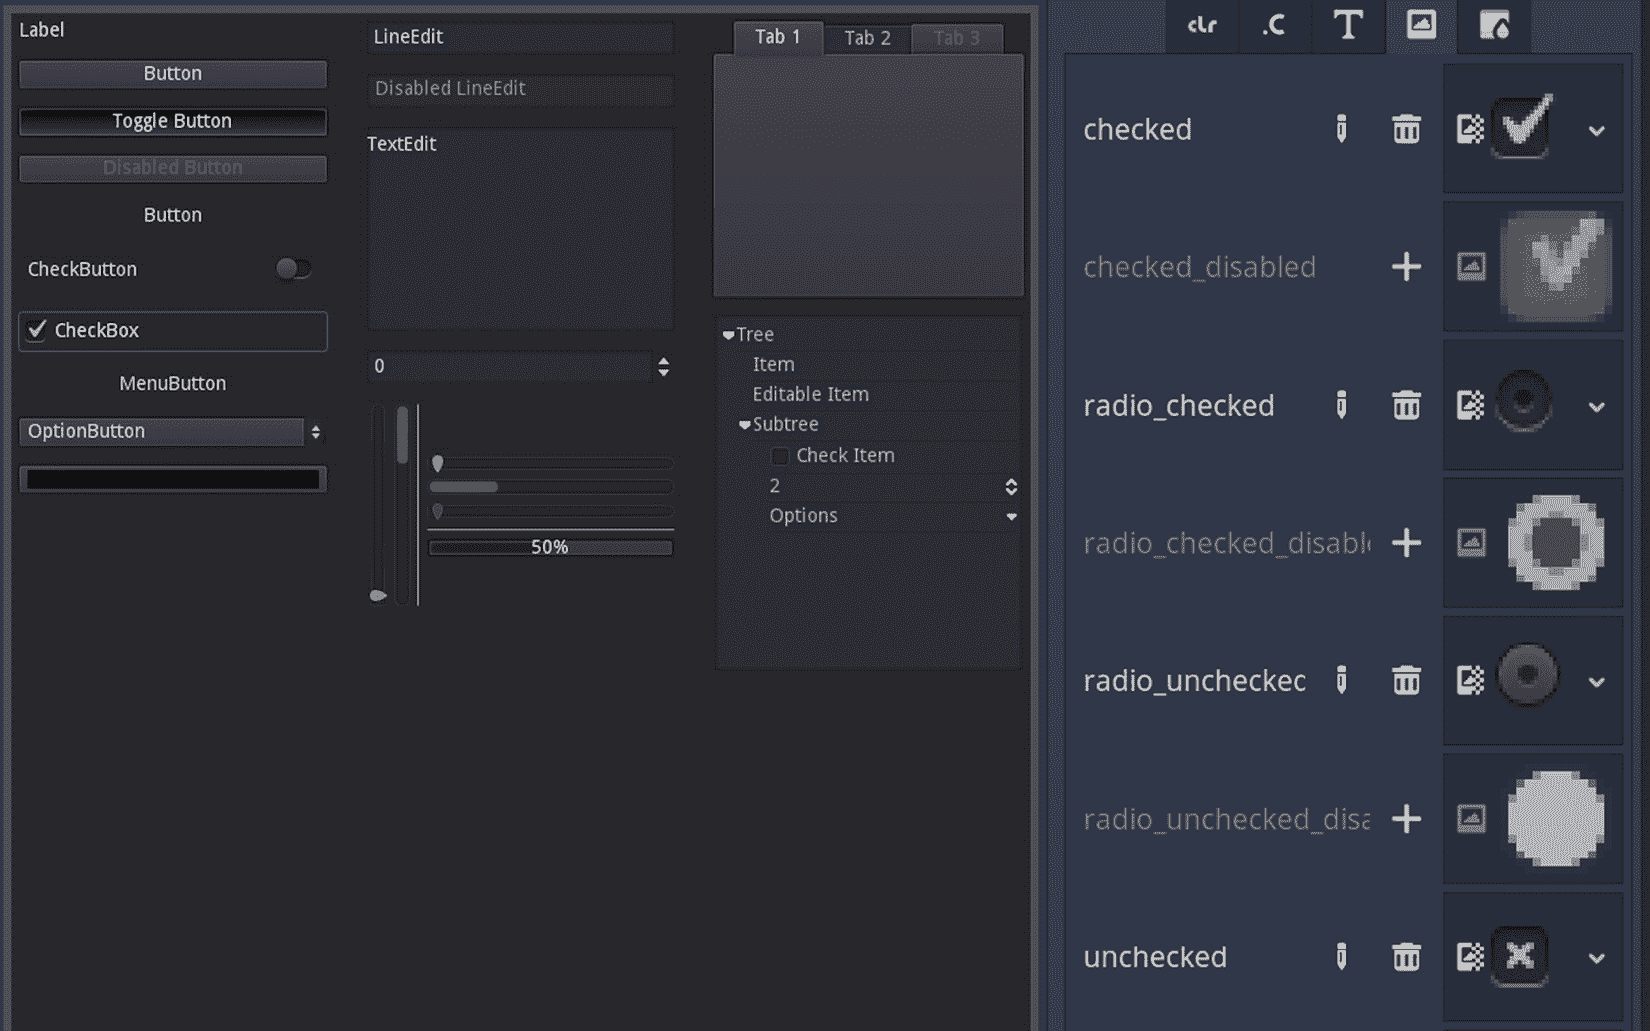 Label
Button
Toggle Button
Disabled Button
Button
CheckButton
CheckBox
MenuButton
OptionButton
LineEdit
Disabled LineEdit
TextEdit
0
50%
Tab 1 Tab 2 Tab 3
Tree
Item
Editable Item
Subtree
Check Item
2
Options
clr .C T
checked
checked_disabled
radio_checked
radio_checked_disabl
radio_unchecked
radio_unchecked_disa
unchecked